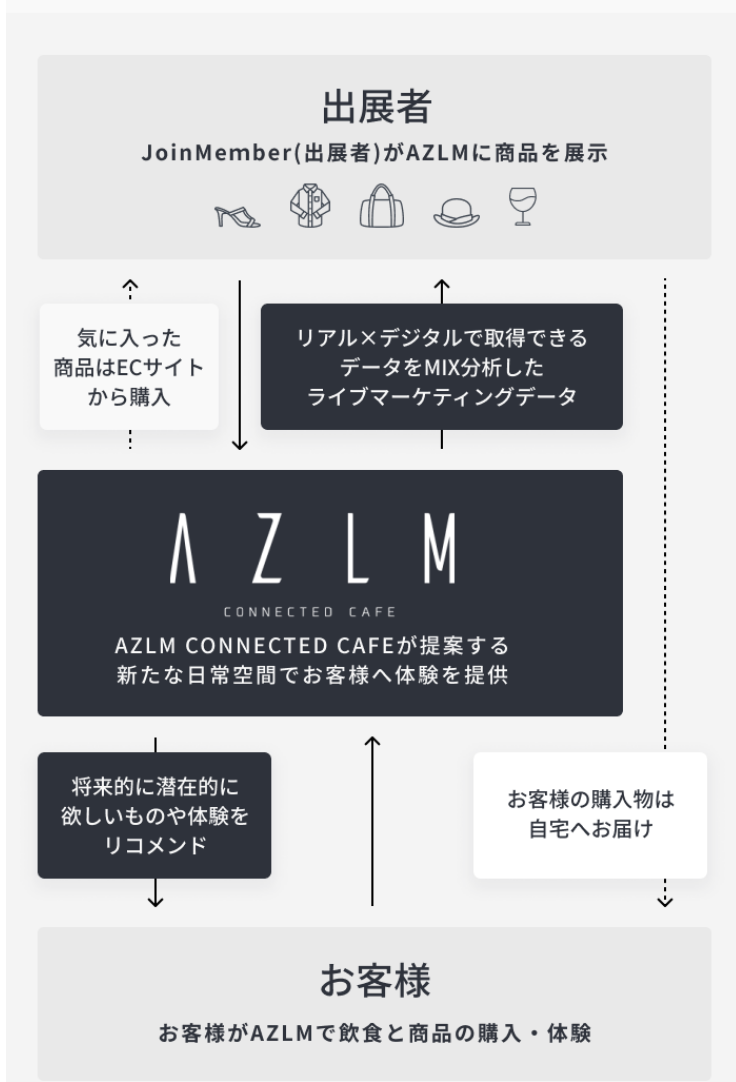 出展者
JoinMember(出展者)がAZLMに商品を展示
気に入った
商品はECサイト
から購入
リアル×デジタルで取得できる
データをMIX分析した
ライブマーケティングデータ
AZLM
CONNECTED CAFE
AZLM CONNECTED CAFEが提案する
新たな日常空間でお客様へ体験を提供
将来的に潜在的に
欲しいものや体験を
リコメンド
お客様の購入物は
自宅へお届け
お客様
お客様がAZLMで飲食と商品の購入・体験